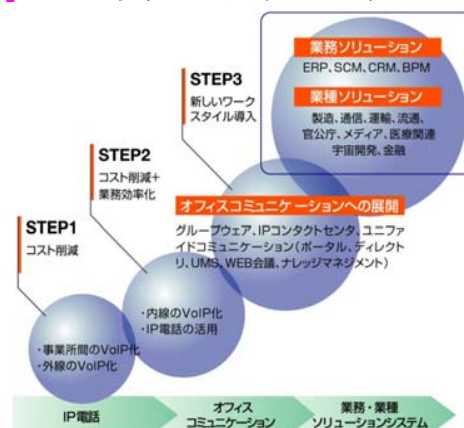 業務ソリューション
ERP、SCM、CRM、BPM
業種ソリューション
製造、通信、運輸、流通、
官公庁、メディア、医療関連
宇宙開発、金融
STEP3
新しいワーク
スタイル導入
STEP2
コスト削減+
業務効率化
オフィスコミュニケーションへの展開
グループウェア、IPコンタクトセンタ、ユニファ
イドコミュニケーション(ポータル、ディレクト
リ、UMS、WEB会議、ナレッジマネジメント)
STEP1
コスト削減
・内線のVoIP化
・IP電話の活用
・事業所間のVoIP化
・外線のVoIP化
IP電話
オフィス
コミュニケーション
業務・業種
ソリューションシステム